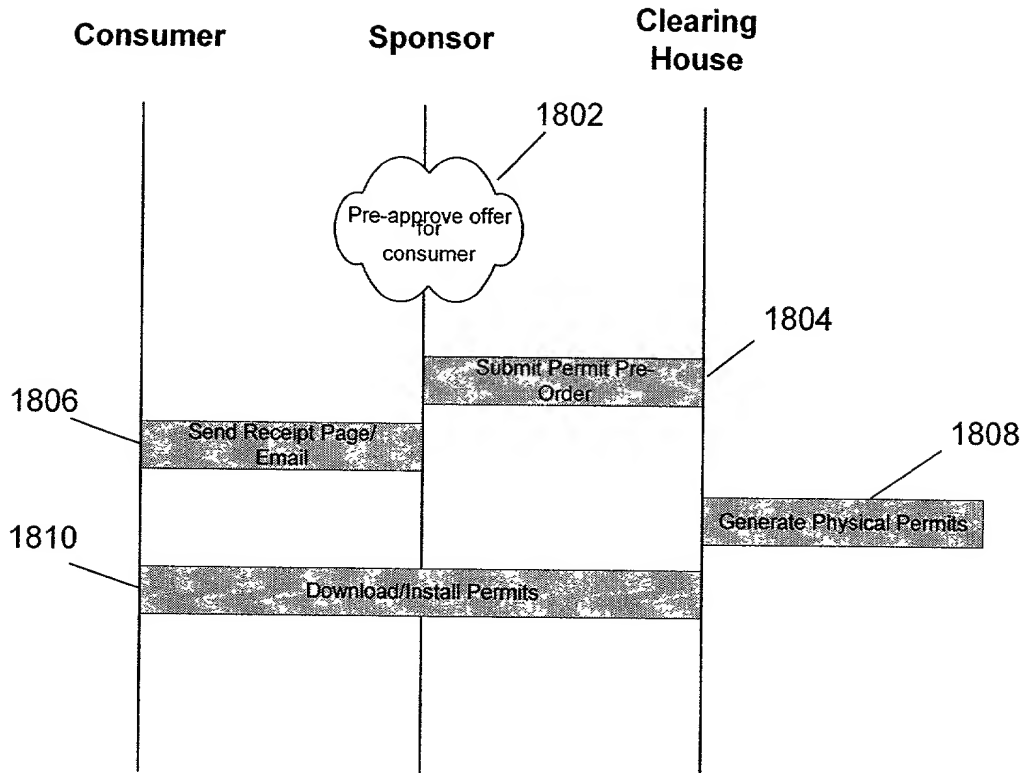 Consumer
Sponsor
Clearing
House
1802
Pre-approve offer
for
consumer
1804
Submit Permit Pre-
Order
1806
Send Receipt Page/
Email
1808
Generate Physical Permits
1810
Download/Install Permits